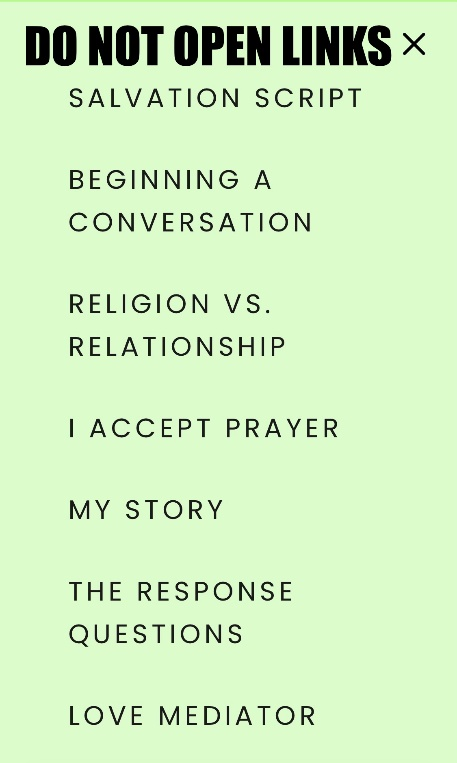 DO NOT OPEN LINKS
SALVATION SCRIPT
BEGINNING A
CONVERSATION
RELIGION VS.
RELATIONSHIP
I ACCEPT PRAYER
MY STORY
THE RESPONSE
QUESTIONS
LOVE MEDIATOR